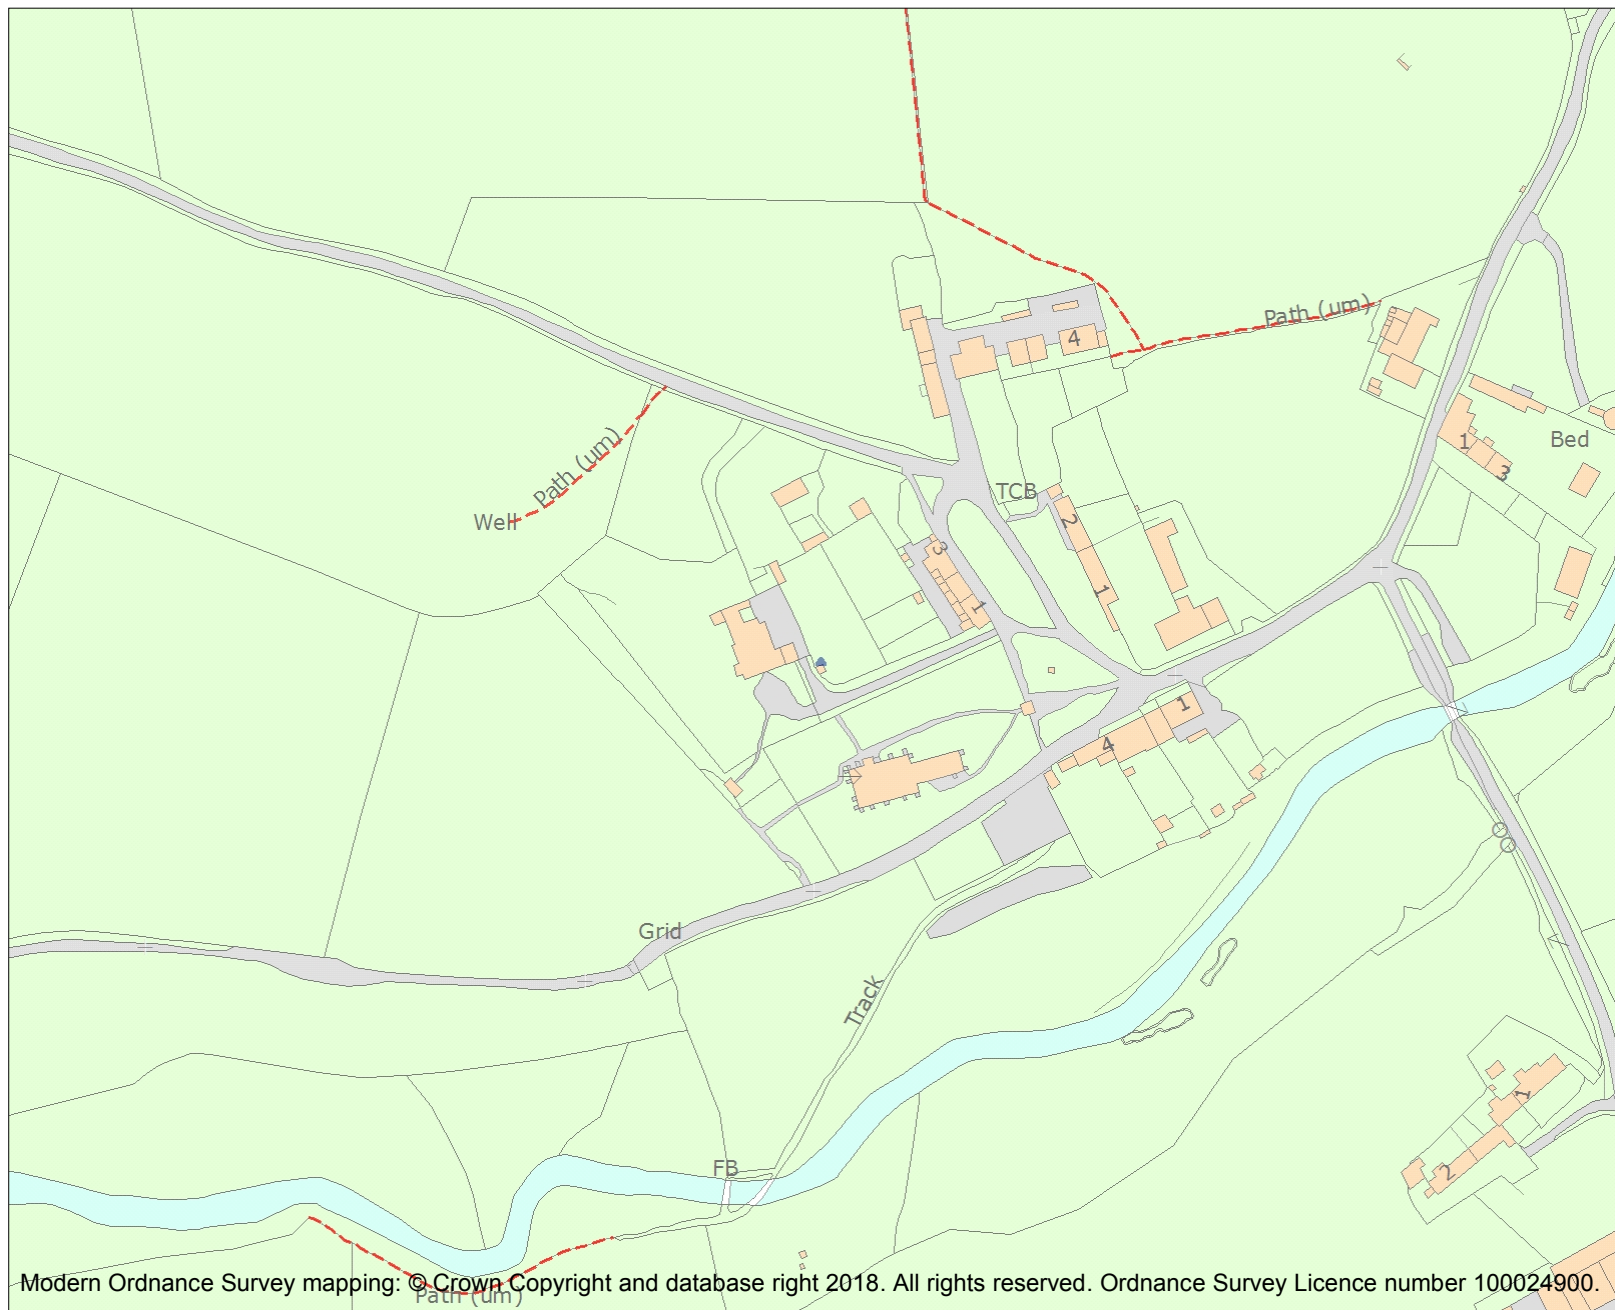 Path (um)
4
Path (um)
Well
TCB
1
3
Bed
2
1
3
1
1
4
Grid
Track
FB
1
2
Path (um)
Modern Ordnance Survey mapping: © Crown Copyright and database right 2018. All rights reserved. Ordnance Survey Licence number 100024900.